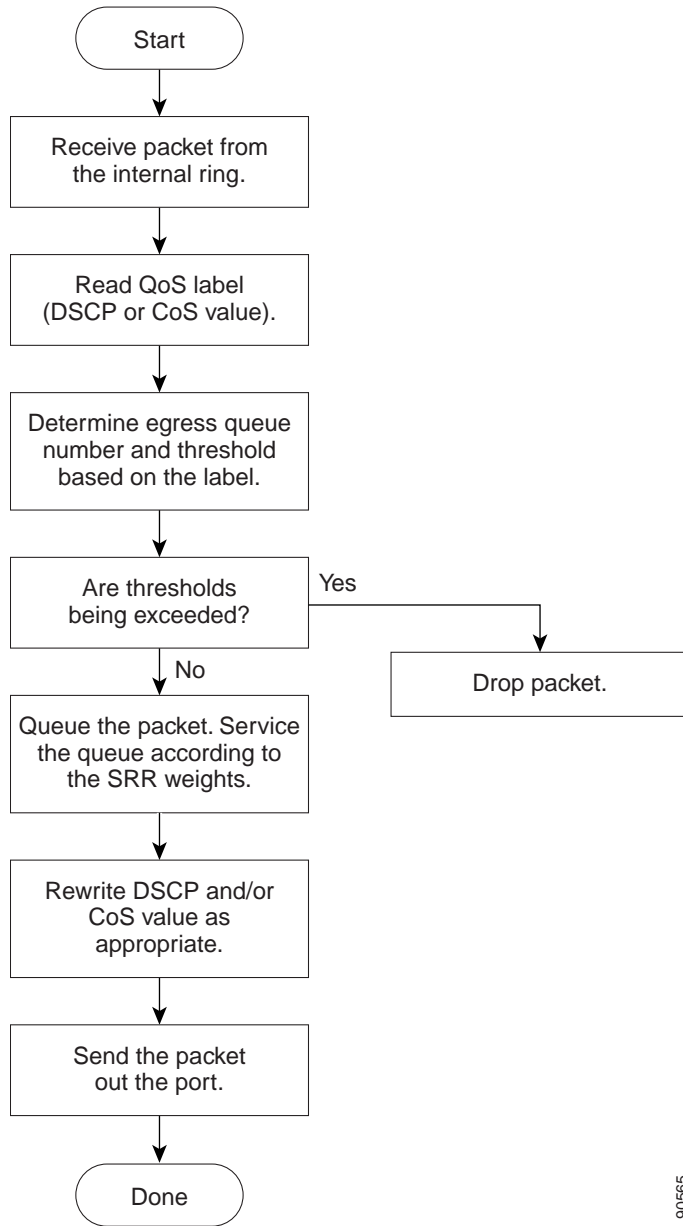 Start
Receive packet from
the internal ring.
Read QoS label
(DSCP or CoS value).
Determine egress queue
number and threshold
based on the label.
Are thresholds
being exceeded?
Yes
No
Drop packet.
Queue the packet. Service
the queue according to
the SRR weights.
Rewrite DSCP and/or
CoS value as
appropriate.
Send the packet
out the port.
Done
90565